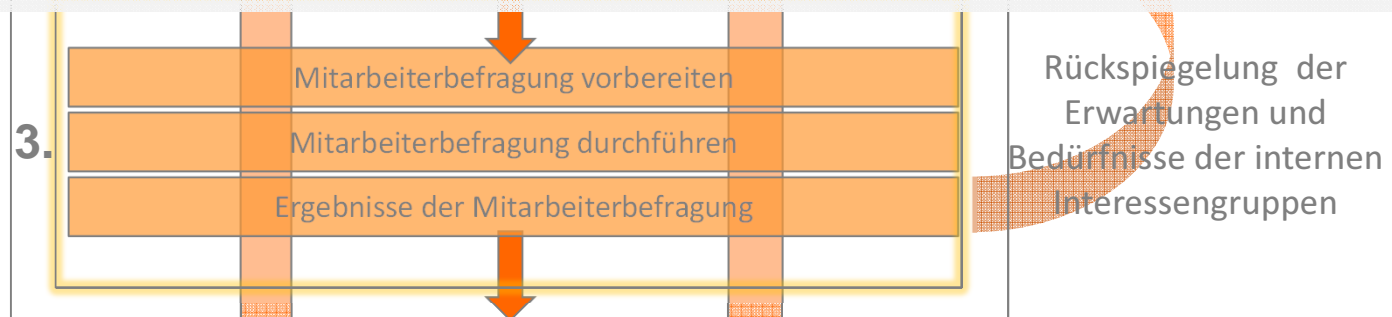 3.
Mitarbeiterbefragung vorbereiten
Mitarbeiterbefragung durchführen
Ergebnisse der Mitarbeiterbefragung
Rückspiegelung der
Erwartungen und
Bedürfnisse der internen
Interessengruppen